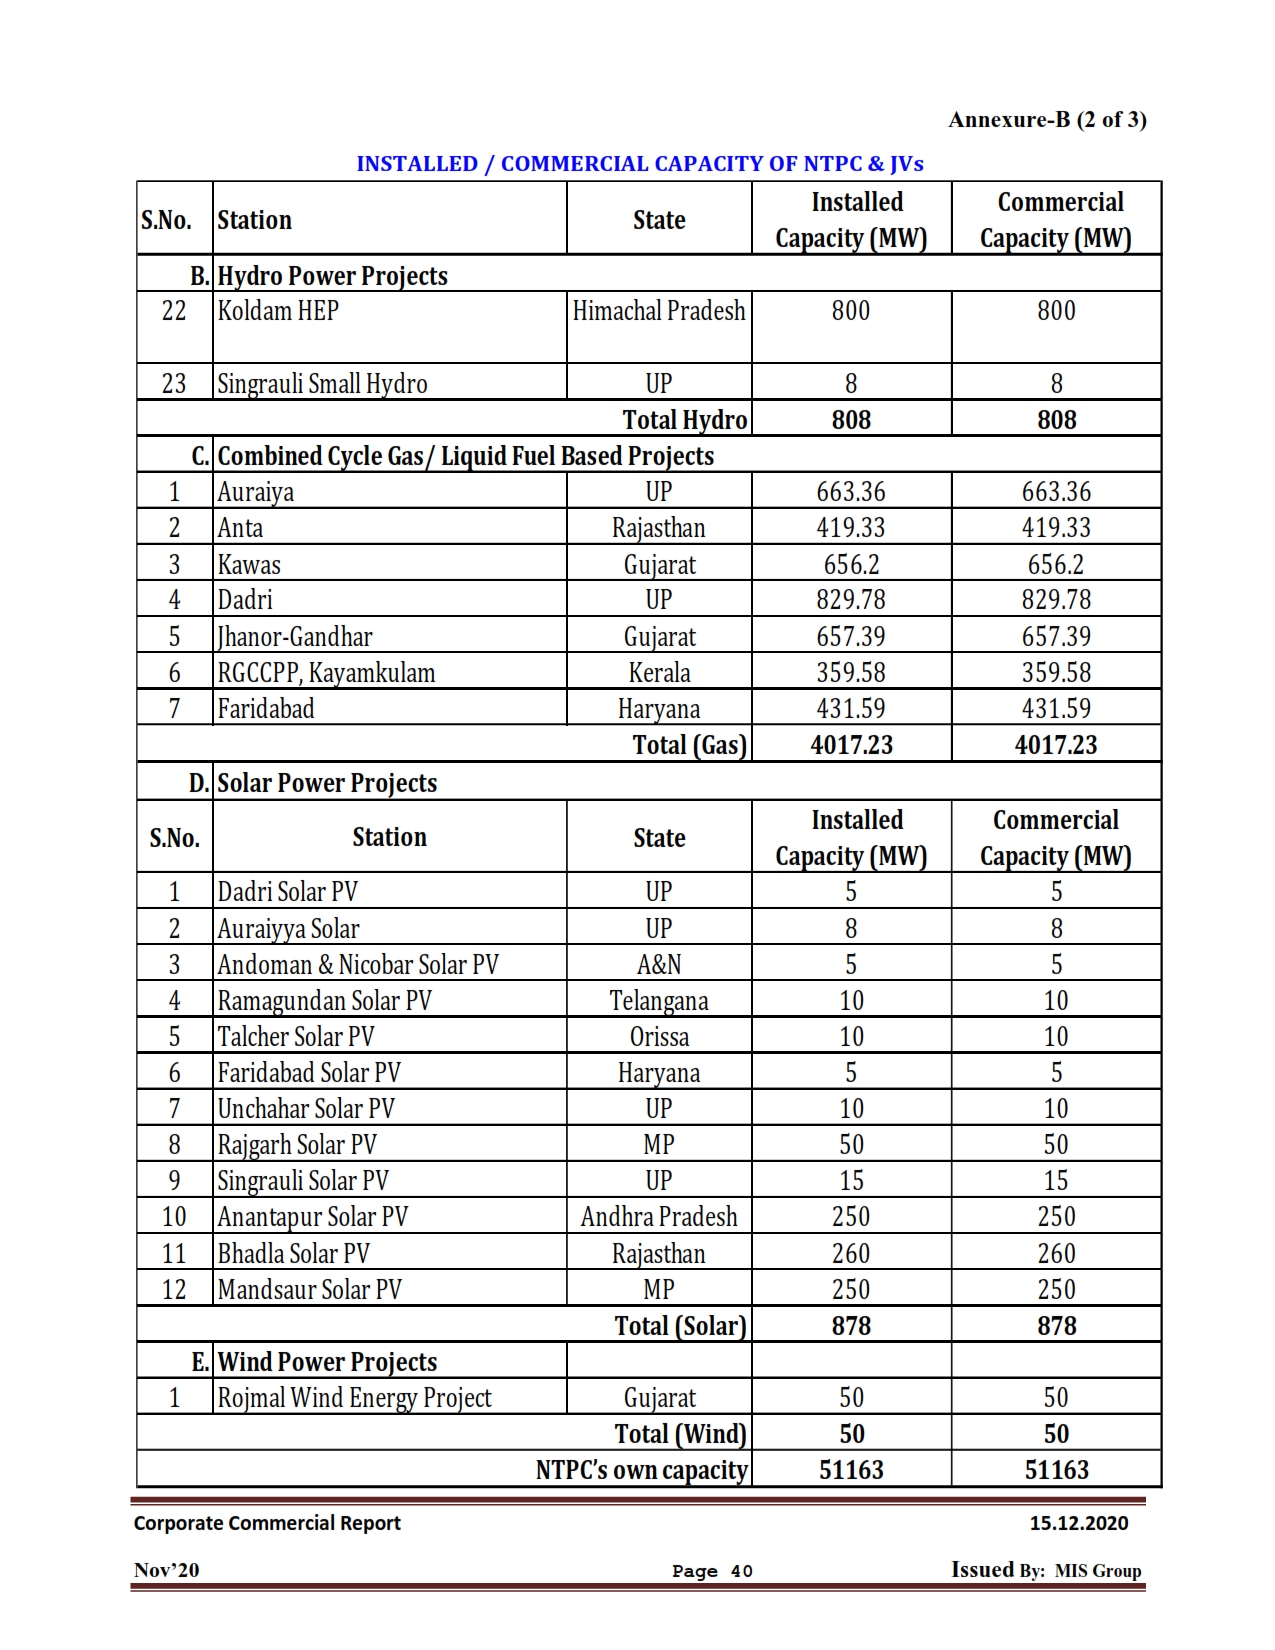 Annexure-B (2 of 3)
INSTALLED / COMMERCIAL CAPACITY OF NTPC & JVs
S.No. Station State Installed Capacity (MW) Commercial Capacity (MW)
B. Hydro Power Projects
22 Koldam HEP Himachal Pradesh 800 800
23 Singrauli Small Hydro UP 8 8
Total Hydro 808 808
C. Combined Cycle Gas/ Liquid Fuel Based Projects
1 Auraiya UP 663.36 663.36
2 Anta Rajasthan 419.33 419.33
3 Kawas Gujarat 656.2 656.2
4 Dadri UP 829.78 829.78
5 Jhanor-Gandhar Gujarat 657.39 657.39
6 RGCCPP, Kayamkulam Kerala 359.58 359.58
7 Faridabad Haryana 431.59 431.59
Total (Gas) 4017.23 4017.23
D. Solar Power Projects
S.No. Station State Installed Capacity (MW) Commercial Capacity (MW)
1 Dadri Solar PV UP 5 5
2 Auraiyya Solar UP 8 8
3 Andoman & Nicobar Solar PV A&N 5 5
4 Ramagundan Solar PV Telangana 10 10
5 Talcher Solar PV Orissa 10 10
6 Faridabad Solar PV Haryana 5 5
7 Unchahar Solar PV UP 10 10
8 Rajgarh Solar PV MP 50 50
9 Singrauli Solar PV UP 15 15
10 Anantapur Solar PV Andhra Pradesh 250 250
11 Bhadla Solar PV Rajasthan 260 260
12 Mandsaur Solar PV MP 250 250
Total (Solar) 878 878
E. Wind Power Projects
1 Rojmal Wind Energy Project Gujarat 50 50
Total (Wind) 50 50
NTPC’s own capacity 51163 51163
Corporate Commercial Report 15.12.2020
Nov’20 Page 40 Issued By: MIS Group